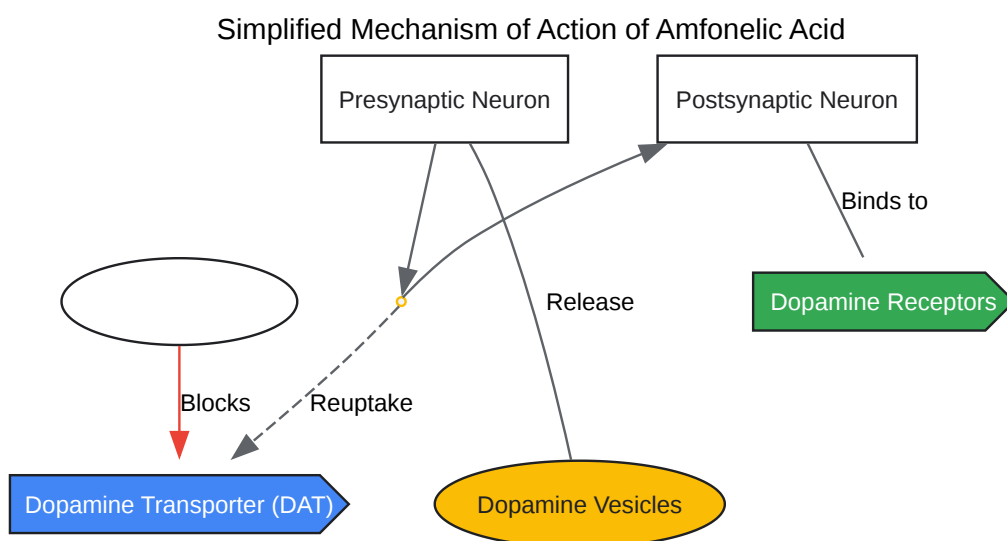 Simplified Mechanism of Action of Amfonelic Acid
Presynaptic Neuron
Postsynaptic Neuron
Binds to
Dopamine Receptors
Release
Blocks
Reuptake
Dopamine Transporter (DAT)
Dopamine Vesicles